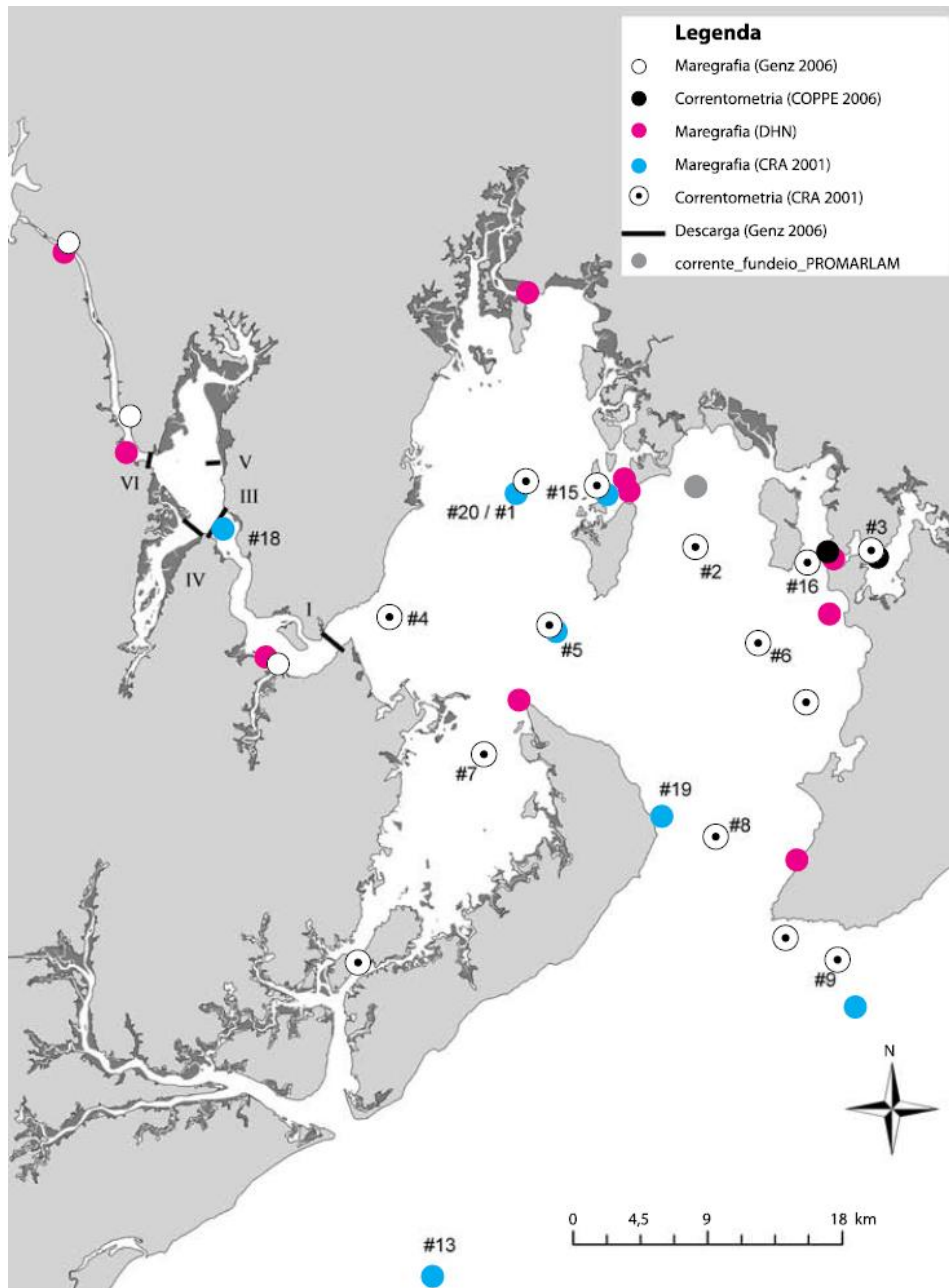 Legenda
Maregrafia (Genz 2006)
Correntometria (COPPE 2006)
Maregrafia (DHN)
Maregrafia (CRA 2001)
Correntometria (CRA 2001)
Descarga (Genz 2006)
corrente_fundeio_PROMARLAM
V
VI
III
#20 / #1
#15
#18
#3
#2
#16
IV
I
#4
#5
#6
#7
#19
#8
#9
N
0 4,5 9 18 km
#13